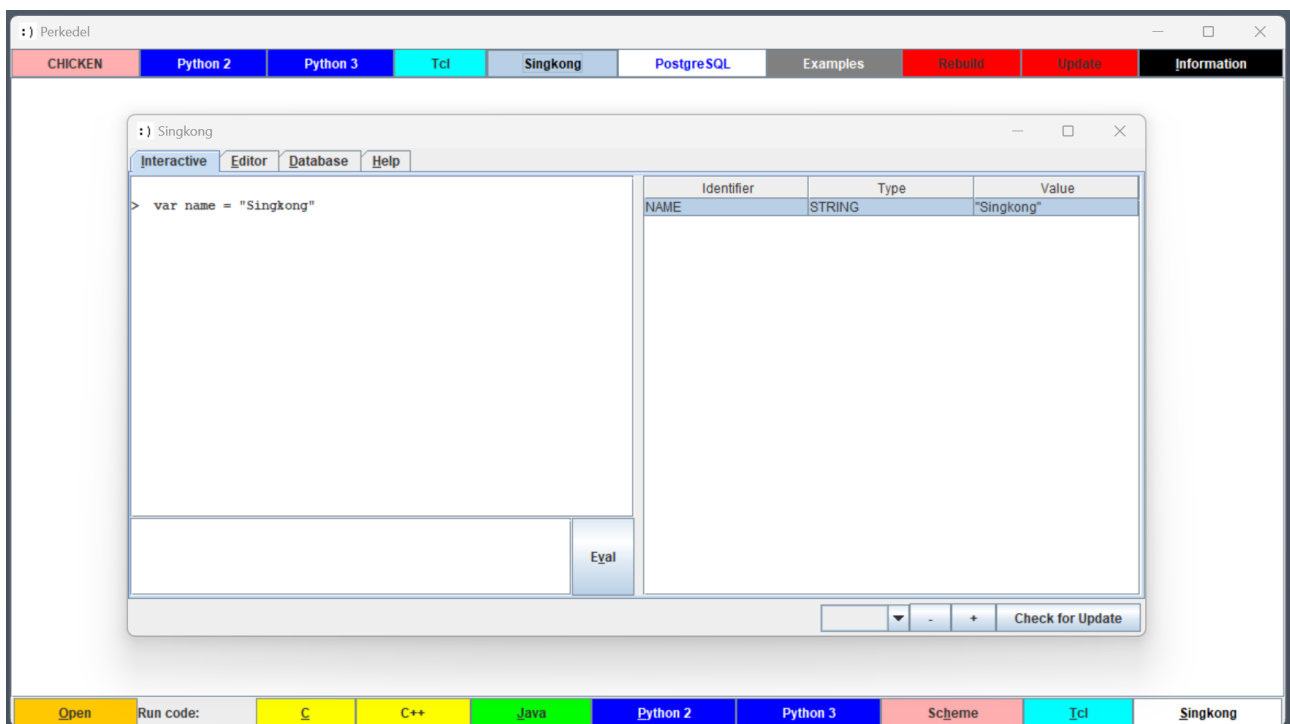 :) Perkedel
CHICKEN Python 2 Python 3 Tcl Singkong PostgreSQL Examples Rebuild Update Information
:) Singkong
Interactive Editor Database Help
> var name = "Singkong"
Identifier Type Value
NAME STRING "Singkong"
Eval
- + Check for Update
Open Run code: C C++ Java Python 2 Python 3 Scheme Tcl Singkong